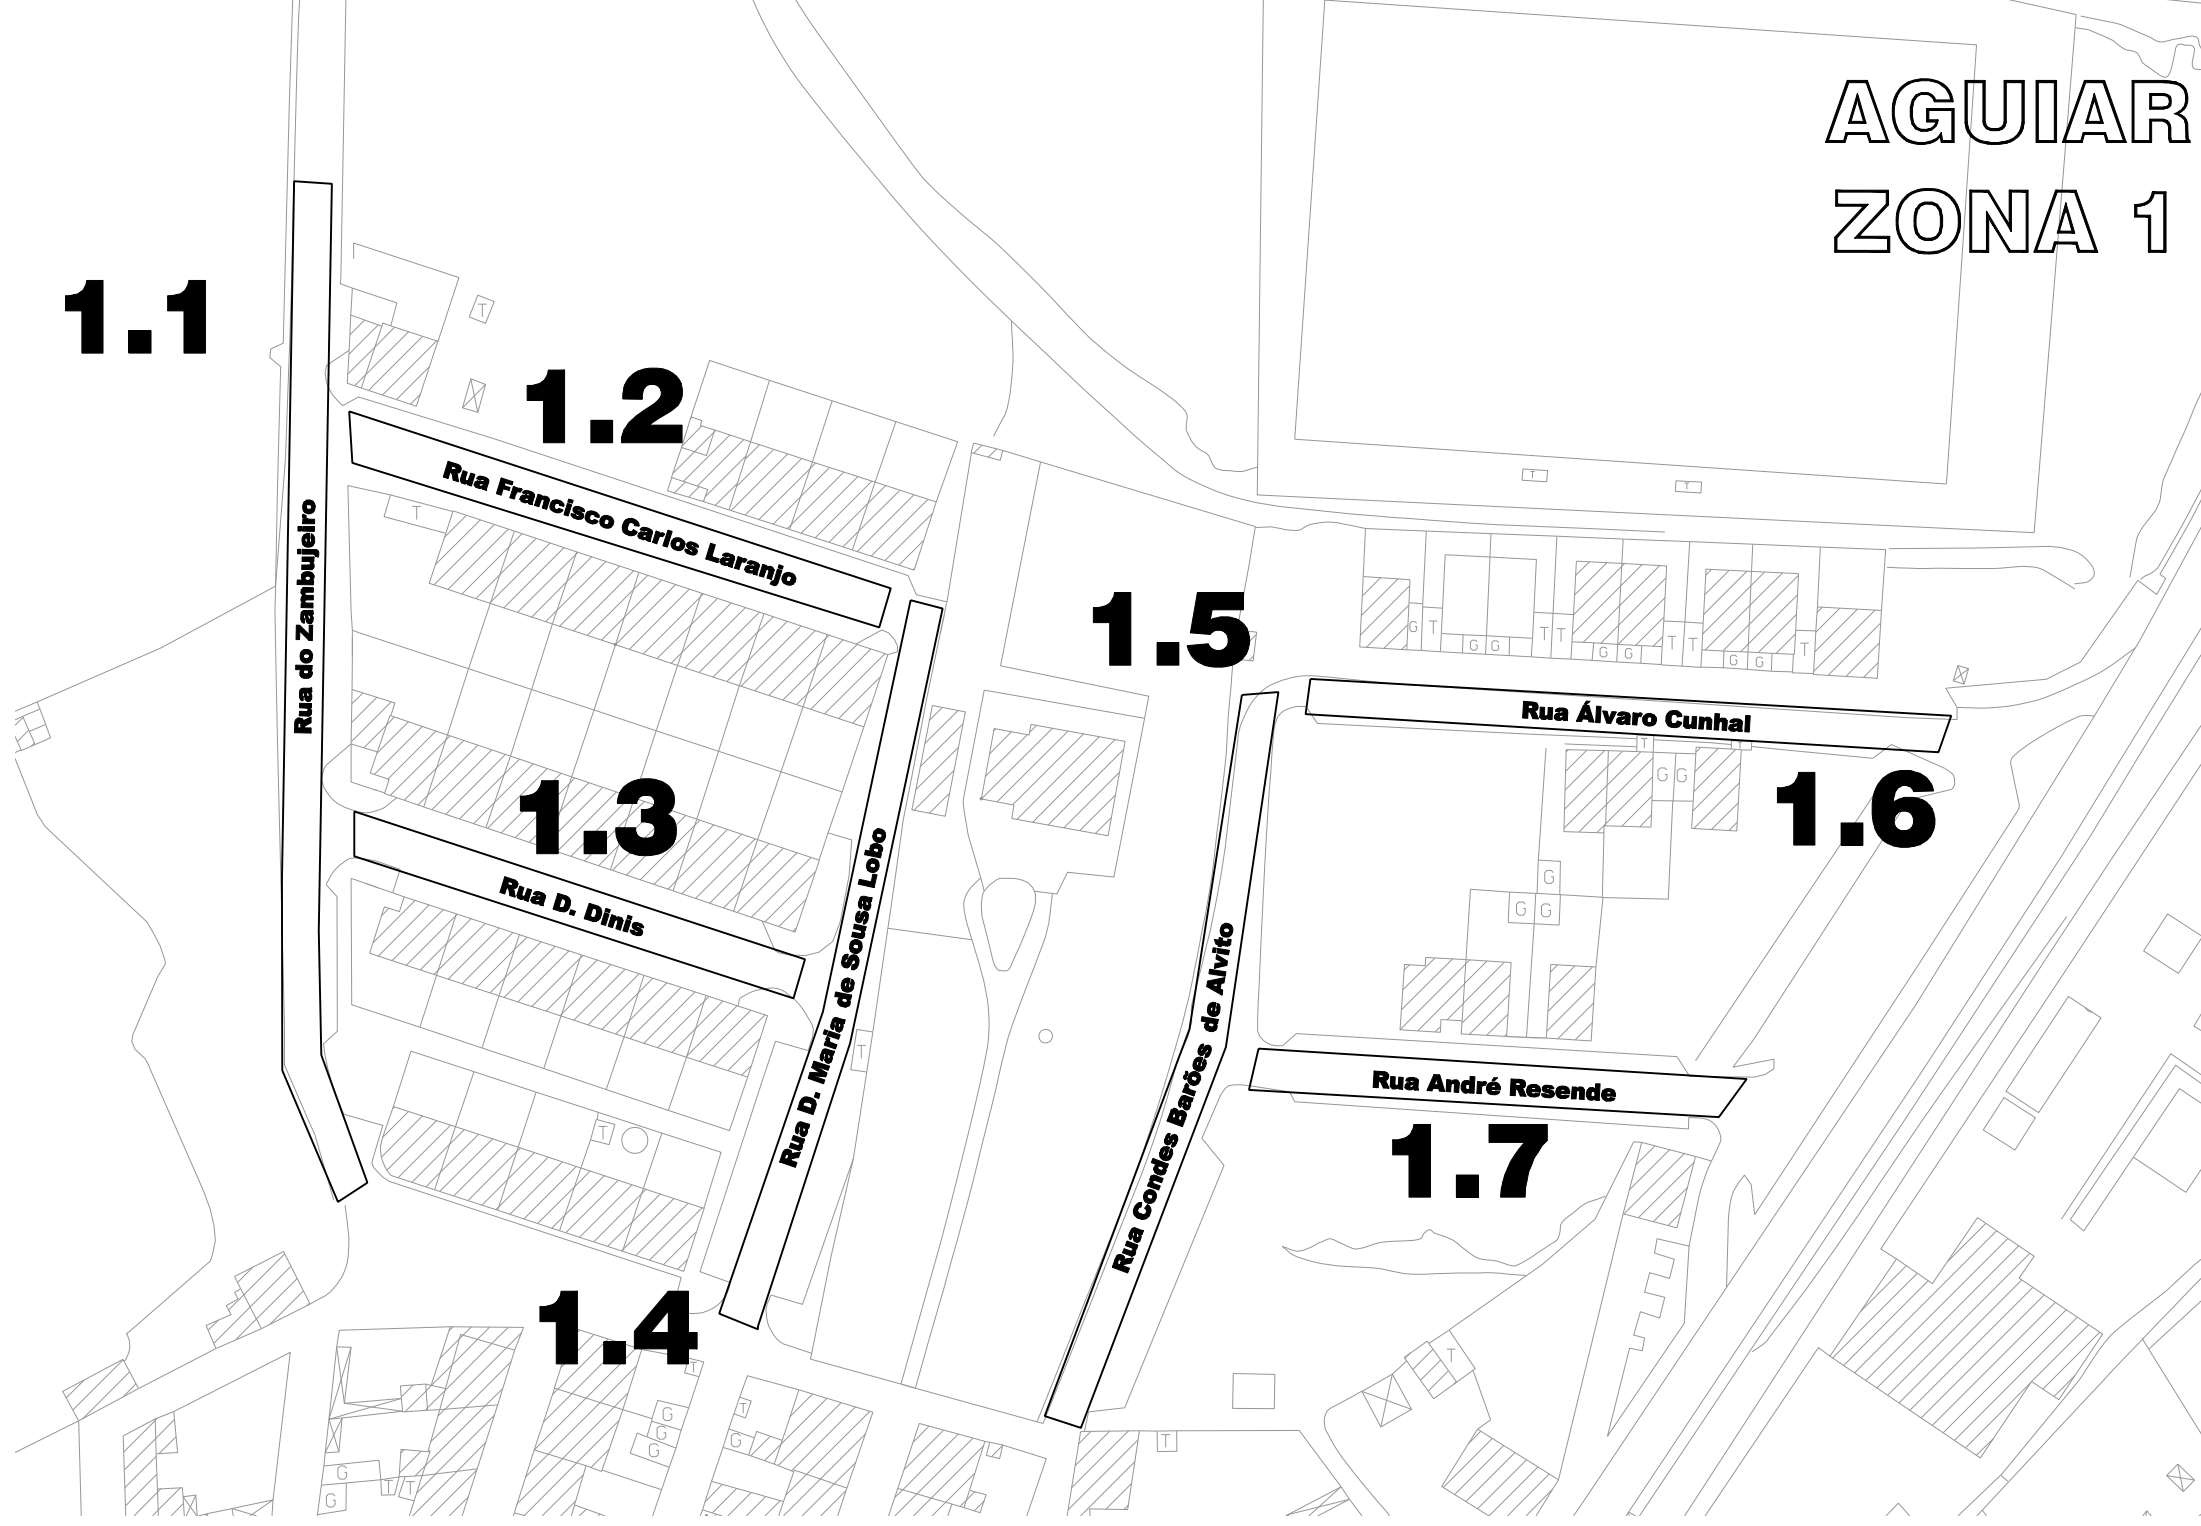 AGUIAR
ZONA 1
1.1
1.2
Rua Francisco Carlos Laranjo
Rua do Zambujeiro
1.5
Rua Álvaro Cunhal
1.3
1.6
Rua D. Dinis
Rua D. Maria de Sousa Lobo
Rua Condes Barões de Alvito
Rua André Resende
1.7
1.4
T
T
G
T
G
G
T
T
G
G
T
T
G
G
T
T
T
T
T
G
G
G
G
G
T
T
T
T
T
G
G
G
T
G
G
T
T
G
T